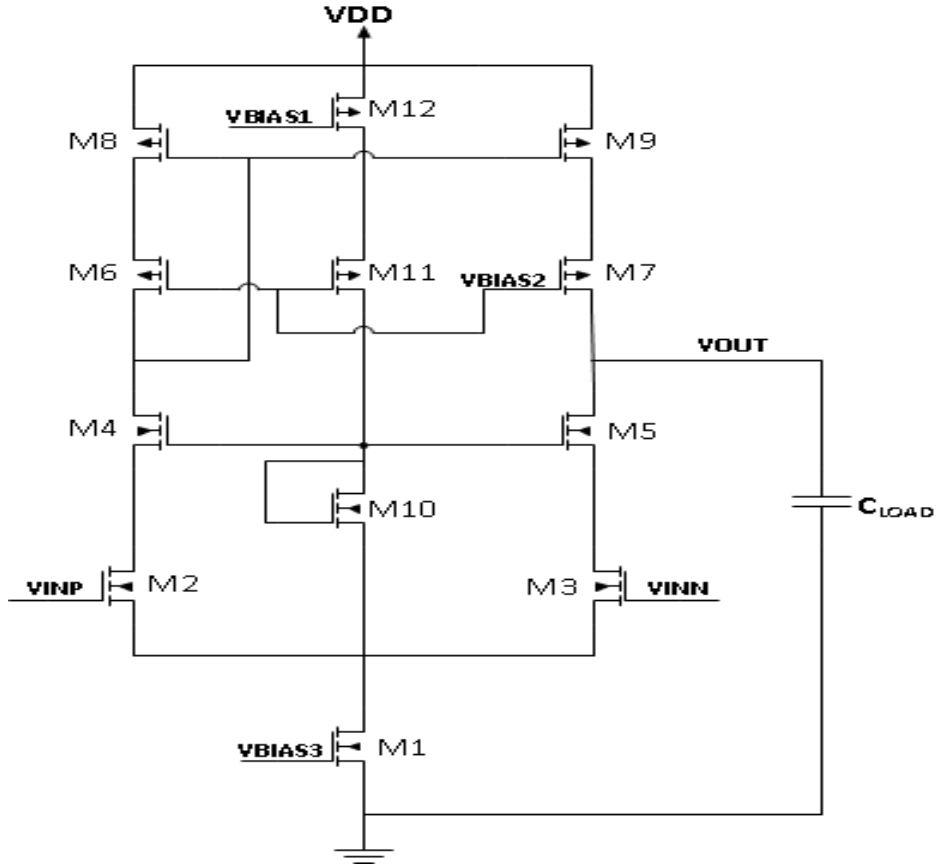 VDD
VBIAS1
M12
M8
M9
M6
M11
VBIAS2
M7
VOUT
M4
M5
M10
CLOAD
VINP
M2
M3
VINN
VBIAS3
M1